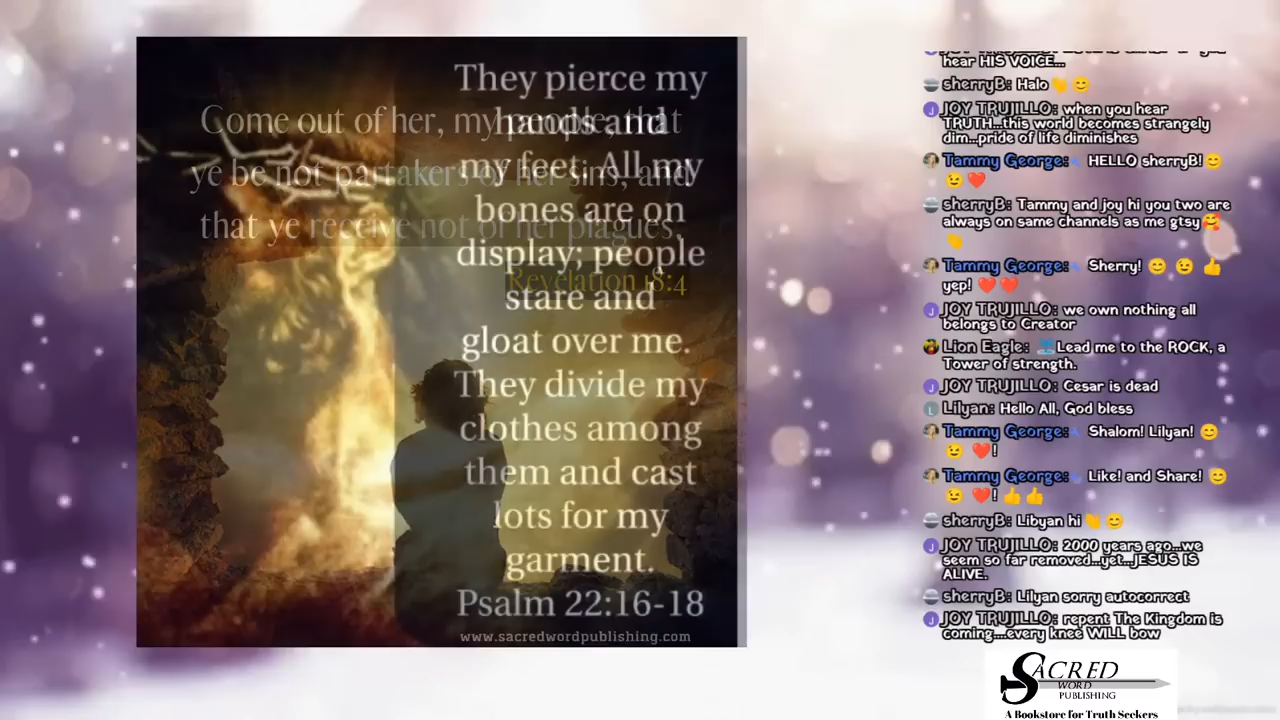 They pierce my
hands and
my feet. All my
bones are on
display; people
stare and
gloat over me.
They divide my
clothes among
them and cast
lots for my
garment.
Psalm 22:16-18
www.sacredwordpublishing.com
Come out of her, my people, that
ye be not partakers of her sins, and
that ye receive not of her plagues.
Revelation 18:4
hear HIS VOICE...
sherryB: Halo 👋 😊
JOY TRUJILLO: when you hear
TRUTH...this world becomes strangely
dim...pride of life diminishes
Tammy George: HELLO sherryB! 😊
😉 ❤️
sherryB: Tammy and joy hi you two are
always on same channels as me gtsy 🥰
👋
Tammy George: Sherry! 😊 😉 👍
yep! ❤️ ❤️
JOY TRUJILLO: we own nothing all
belongs to Creator
Lion Eagle: Lead me to the ROCK, a
Tower of strength.
JOY TRUJILLO: Cesar is dead
Lilyan: Hello All, God bless
Tammy George: Shalom! Lilyan! 😊
😉 ❤️!
Tammy George: Like! and Share! 😊
😉 ❤️! 👍👍
sherryB: Libyan hi 👋 😊
JOY TRUJILLO: 2000 years ago...we
seem so far removed...yet...JESUS IS
ALIVE.
sherryB: Lilyan sorry autocorrect
JOY TRUJILLO: repent The Kingdom is
coming....every knee WILL bow
SACRED
WORD
PUBLISHING
A Bookstore for Truth Seekers